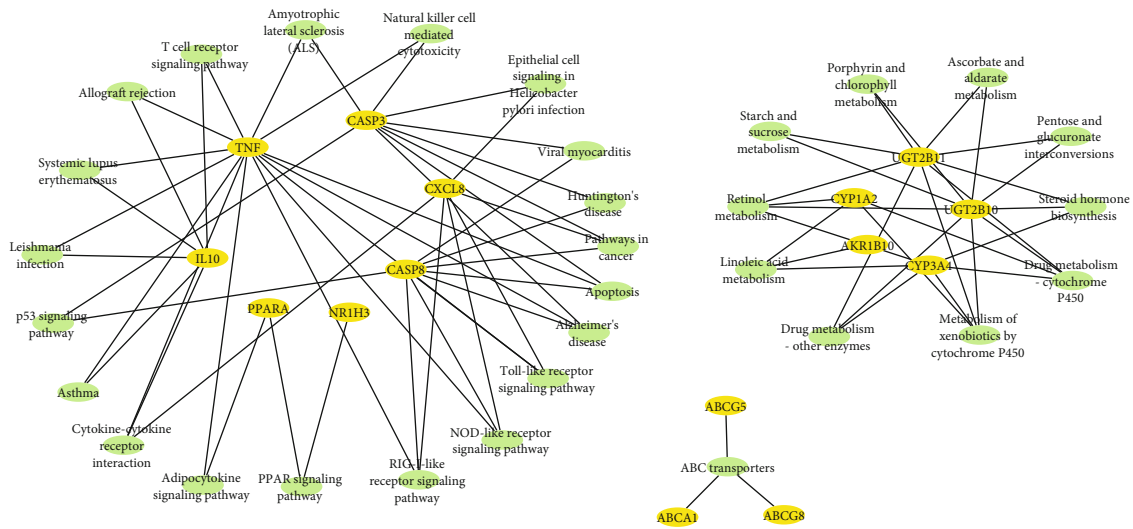 Amyotrophic
lateral sclerosis
(ALS)
Natural killer cell
mediated
cytotoxicity
T cell receptor
signaling pathway
Epithelial cell
signaling in
Helicobacter
pylori infection
Allograft rejection
CASP3
TNF
Viral myocarditis
Systemic lupus
erythematosus
CXCL8
Huntington's
disease
Leishmania
infection
IL10
Pathways in
cancer
CASP8
Apoptosis
PPARA
NR1H3
p53 signaling
pathway
Alzheimer's
disease
Toll-like receptor
signaling pathway
Asthma
Cytokine-cytokine
receptor
interaction
NOD-like receptor
signaling pathway
Adipocytokine
signaling pathway
PPAR signaling
pathway
RIG-I-like
receptor signaling
pathway
Porphyrin and
chlorophyll
metabolism
Ascorbate and
aldarate
metabolism
Starch and
sucrose
metabolism
Pentose and
glucuronate
interconversions
UGT2B11
Retinol
metabolism
CYP1A2
UGT2B10
Steroid hormone
biosynthesis
AKR1B10
Linoleic acid
metabolism
CYP3A4
Drug metabolism
- cytochrome
P450
Drug metabolism
- other enzymes
Metabolism of
xenobiotics by
cytochrome P450
ABCG5
ABC transporters
ABCA1
ABCG8